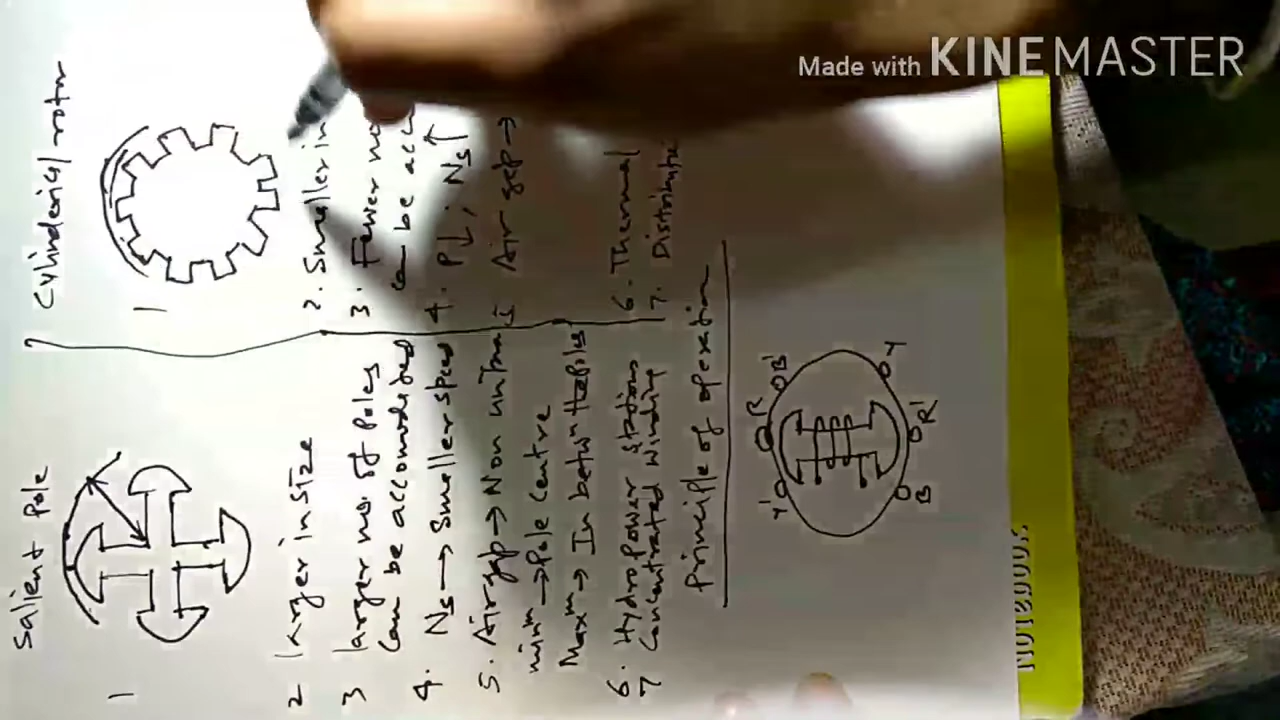 Made with KINEMASTER
Salient Pole
1
2 larger in size
3 larger no of Poles
can be accomodated
4. Ns → Smaller speed
5. Airgap → Non uniform
min^m → Pole Centre
Max^m → In between the Poles
6. Hydropower stations
7 Concentrated winding
Cylinderical rotor
1
2. Smaller in
3. Fewer no
can be acc
4. P↓; Ns↑
5 Air gap →
6. Thermal
7. Distribute
Principle of operation
R
B'
Y
R'
B
Y'
NOTEBOOK